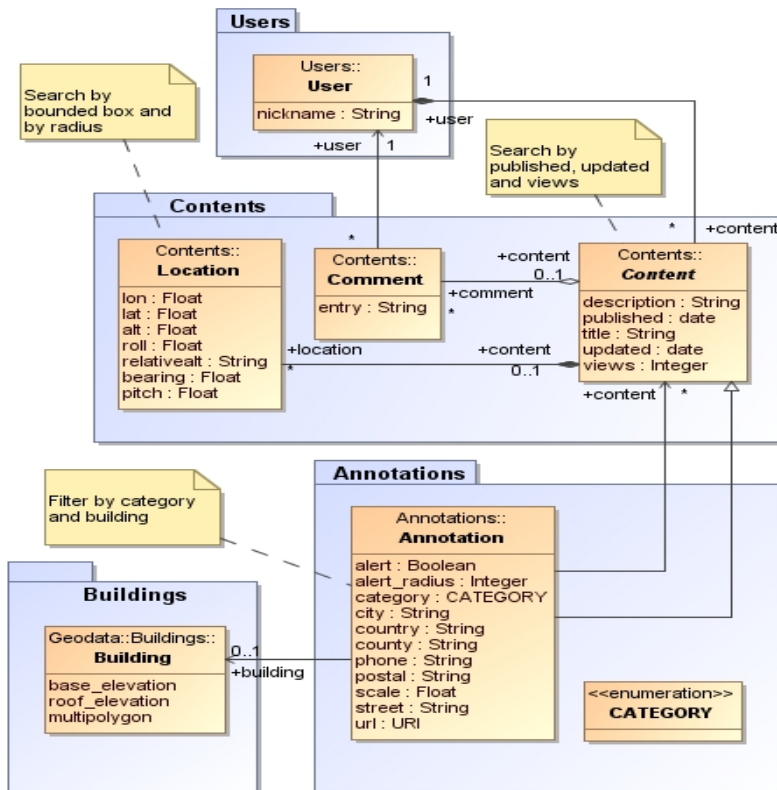 Users
Users::
User
nickname : String
1
+user
+user
1
Search by
bounded box and
by radius
Search by
published, updated
and views
Contents
*
+content
Contents::
Location
lon : Float
lat : Float
alt : Float
roll : Float
relativealt : String
bearing : Float
pitch : Float
*
Contents::
Comment
entry : String
+content
0..1
+comment
*
Contents::
Content
description : String
published : date
title : String
updated : date
views : Integer
+location
*
+content
0..1
+content
*
Annotations
Filter by category
and building
Annotations::
Annotation
alert : Boolean
alert_radius : Integer
category : CATEGORY
city : String
country : String
county : String
phone : String
postal : String
scale : Float
street : String
url : URI
Buildings
Geodata::Buildings::
Building
base_elevation
roof_elevation
multipolygon
0..1
+building
<<enumeration>>
CATEGORY